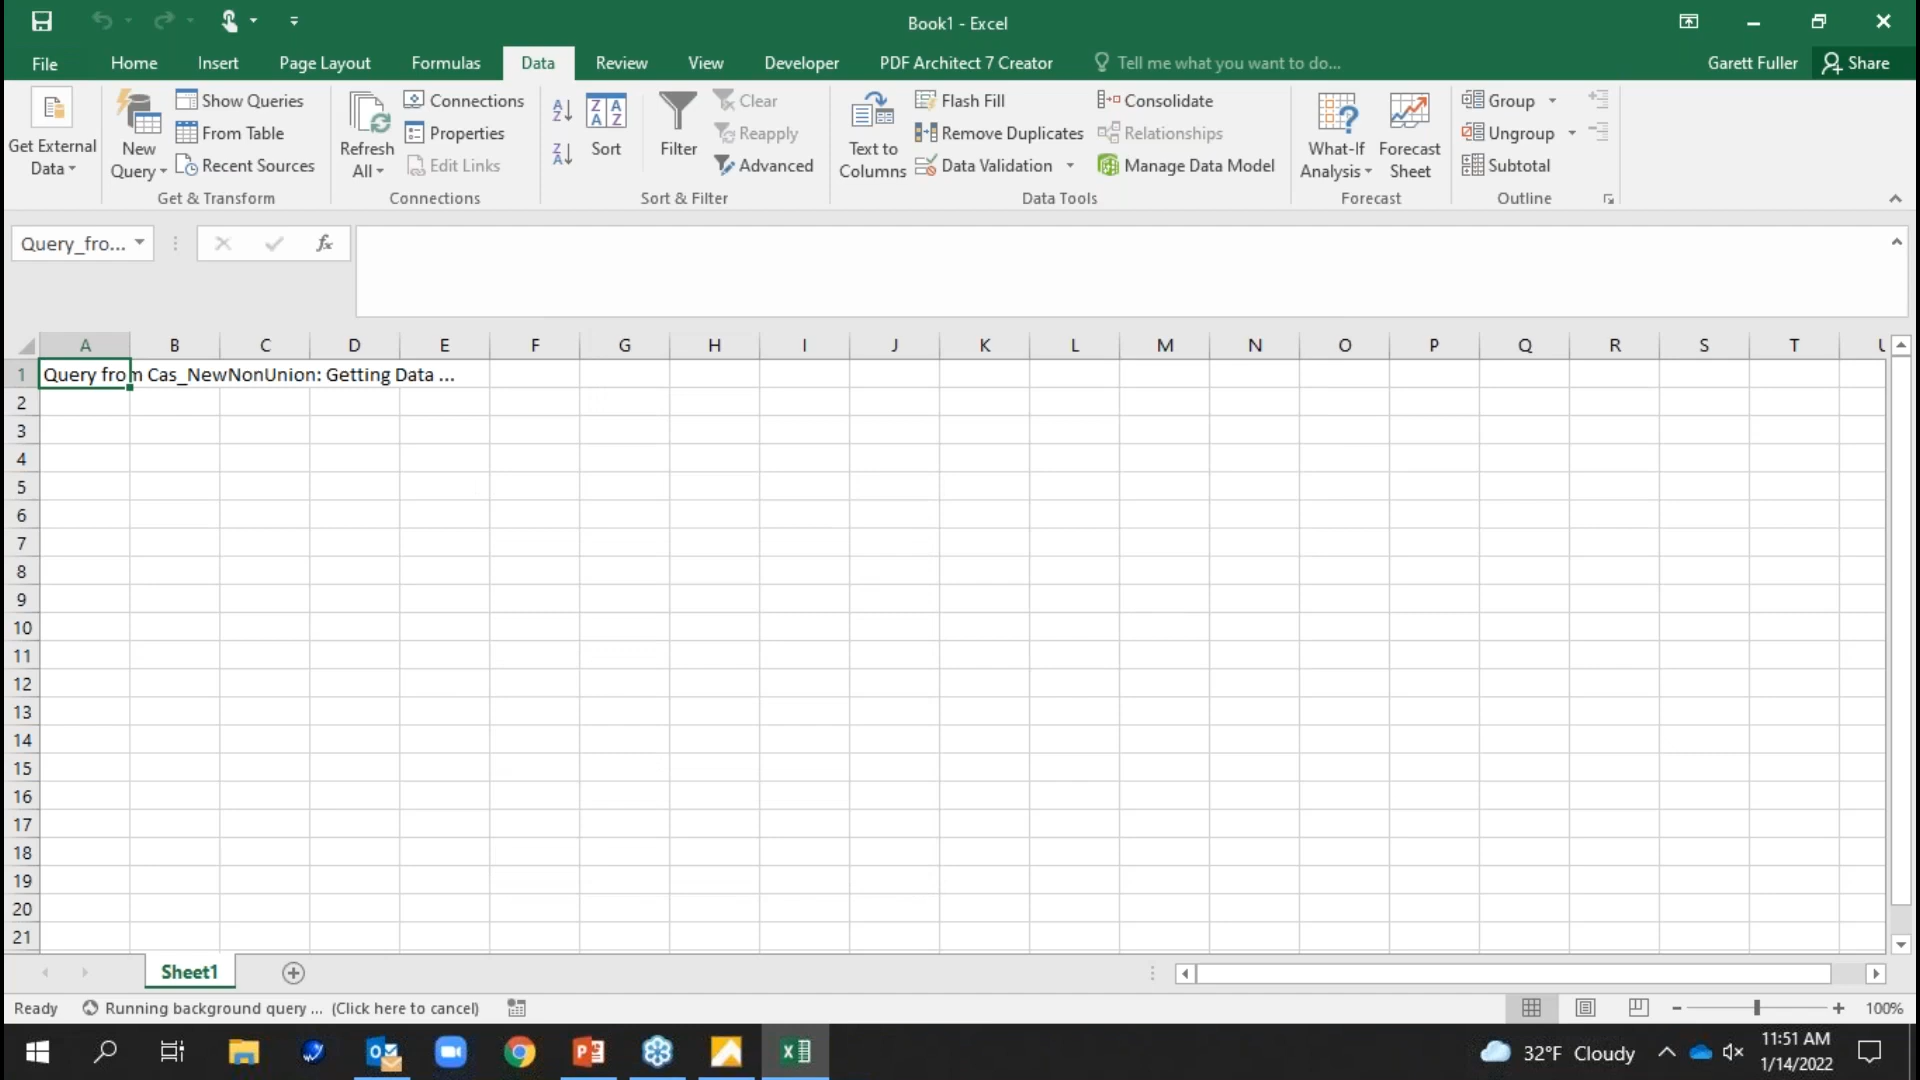 Book1 - Excel
File Home Insert Page Layout Formulas Data Review View Developer PDF Architect 7 Creator Tell me what you want to do... Garett Fuller Share
Get External Data
New Query
Show Queries
From Table
Recent Sources
Get & Transform
Refresh All
Connections
Properties
Edit Links
Connections
Sort
Filter
Clear
Reapply
Advanced
Sort & Filter
Text to Columns
Flash Fill
Remove Duplicates
Data Validation
Consolidate
Relationships
Manage Data Model
Data Tools
What-If Analysis
Forecast Sheet
Forecast
Group
Ungroup
Subtotal
Outline
Query_fro...
fx
A B C D E F G H I J K L M N O P Q R S T
1 Query from Cas_NewNonUnion: Getting Data ...
2
3
4
5
6
7
8
9
10
11
12
13
14
15
16
17
18
19
20
21
Sheet1
Ready Running background query ... (Click here to cancel) 100%
32°F Cloudy
11:51 AM
1/14/2022